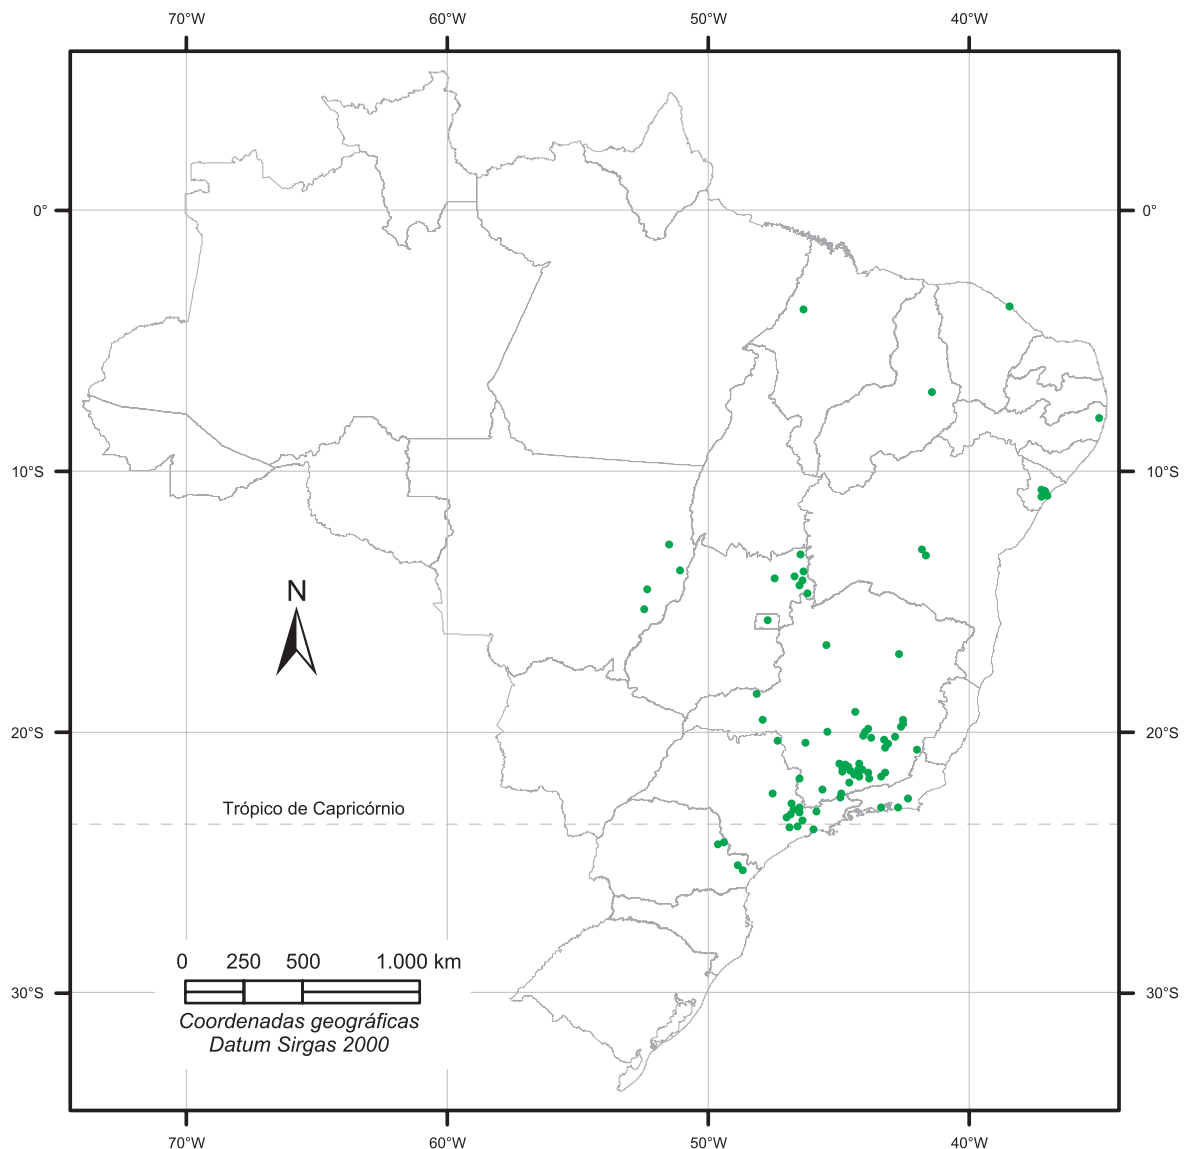 70°W 60°W 50°W 40°W
0° 0°
10°S 10°S
N
20°S 20°S
Trópico de Capricórnio
0 250 500 1.000 km
30°S 30°S
Coordenadas geográficas
Datum Sirgas 2000
70°W 60°W 50°W 40°W